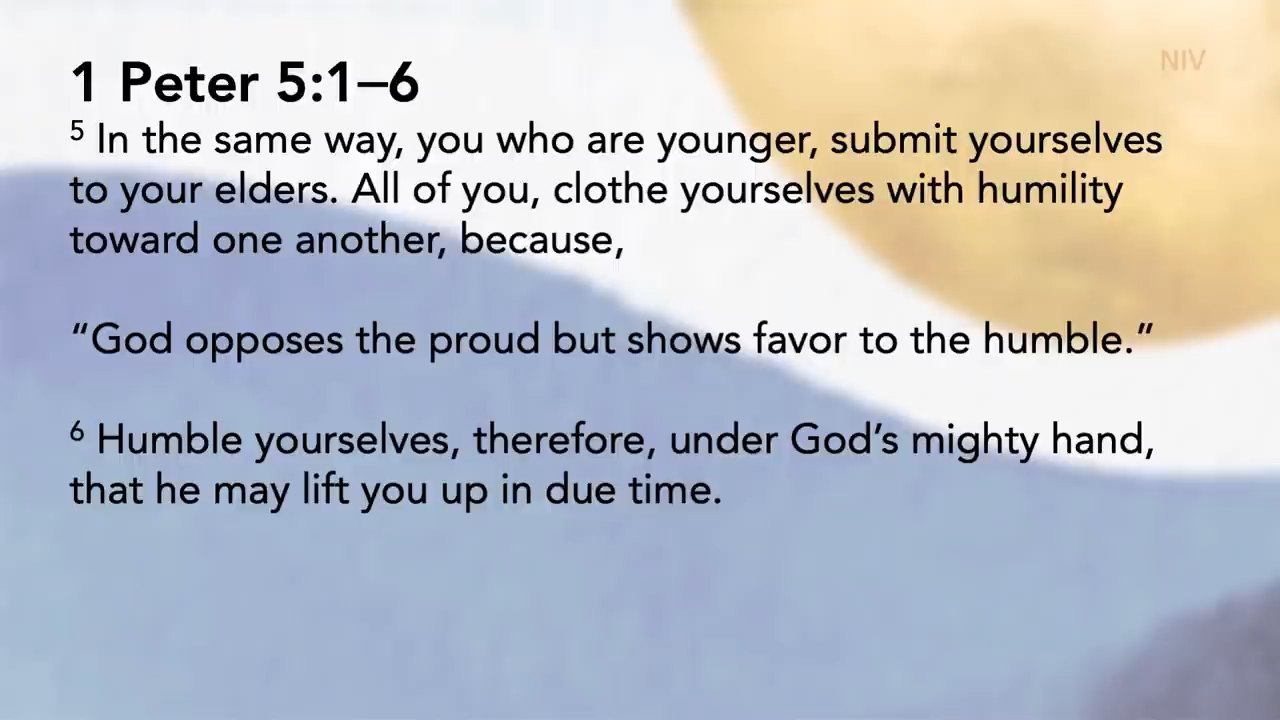 NIV
1 Peter 5:1–6
⁵ In the same way, you who are younger, submit yourselves
to your elders. All of you, clothe yourselves with humility
toward one another, because,
“God opposes the proud but shows favor to the humble.”
⁶ Humble yourselves, therefore, under God’s mighty hand,
that he may lift you up in due time.